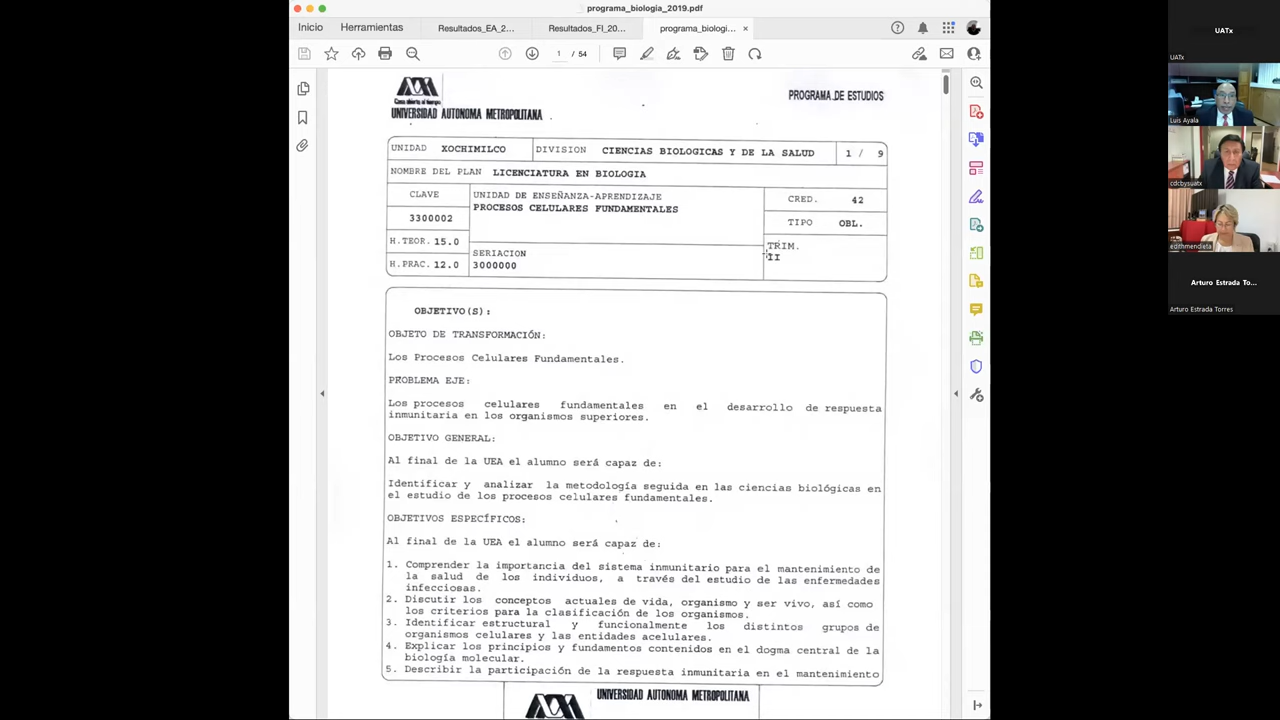 programa_biologia_2019.pdf
Inicio Herramientas Resultados_EA_2... Resultados_FI_20... programa_biologi... ×
1 / 54
Casa abierta al tiempo
UNIVERSIDAD AUTONOMA METROPOLITANA
PROGRAMA DE ESTUDIOS
UNIDAD XOCHIMILCO DIVISION CIENCIAS BIOLOGICAS Y DE LA SALUD 1 / 9
NOMBRE DEL PLAN LICENCIATURA EN BIOLOGIA
CLAVE UNIDAD DE ENSEÑANZA-APRENDIZAJE CRED. 42
3300002 PROCESOS CELULARES FUNDAMENTALES TIPO OBL.
H.TEOR. 15.0 TRIM.
H.PRAC. 12.0 SERIACION II
3000000
OBJETIVO(S):
OBJETO DE TRANSFORMACIÓN:
Los Procesos Celulares Fundamentales.
PROBLEMA EJE:
Los procesos celulares fundamentales en el desarrollo de respuesta
inmunitaria en los organismos superiores.
OBJETIVO GENERAL:
Al final de la UEA el alumno será capaz de:
Identificar y analizar la metodología seguida en las ciencias biológicas en
el estudio de los procesos celulares fundamentales.
OBJETIVOS ESPECÍFICOS:
Al final de la UEA el alumno será capaz de:
1. Comprender la importancia del sistema inmunitario para el mantenimiento de
la salud de los individuos, a través del estudio de las enfermedades
infecciosas.
2. Discutir los conceptos actuales de vida, organismo y ser vivo, así como
los criterios para la clasificación de los organismos.
3. Identificar estructural y funcionalmente los distintos grupos de
organismos celulares y las entidades acelulares.
4. Explicar los principios y fundamentos contenidos en el dogma central de la
biología molecular.
5. Describir la participación de la respuesta inmunitaria en el mantenimiento
UNIVERSIDAD AUTONOMA METROPOLITANA
UATx
UATx
Luis Ayala
cdcbysuatx
edithmendieta
Arturo Estrada To...
Arturo Estrada Torres